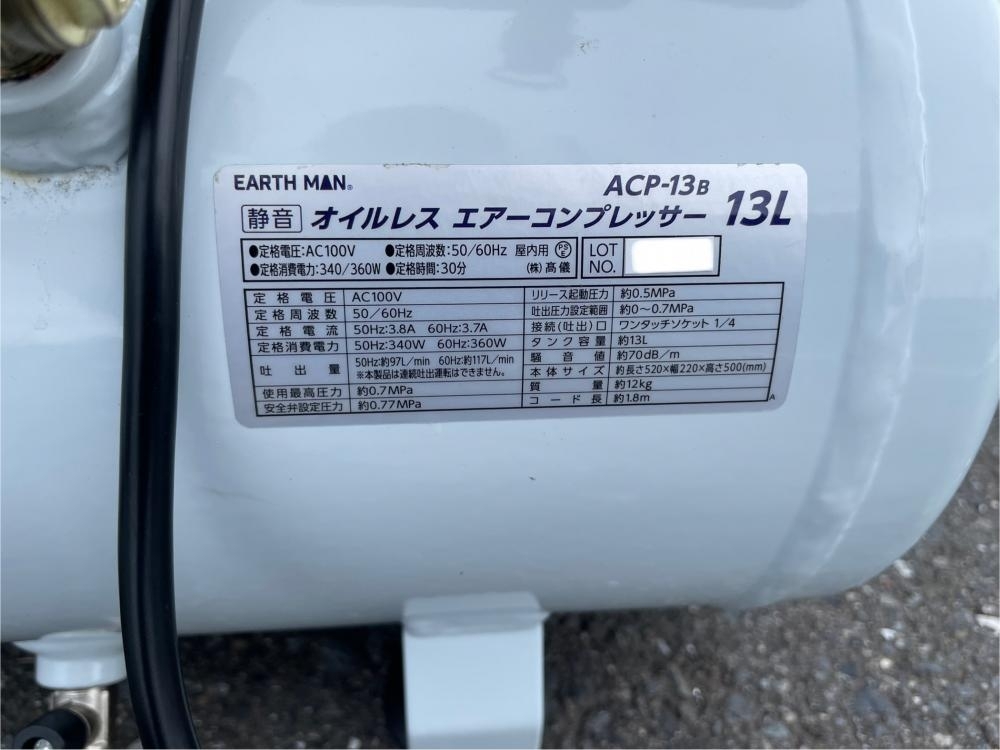 EARTH MAN®
ACP-13B
静音 オイルレス エアーコンプレッサー 13L
●定格電圧:AC100V ●定格周波数:50/60Hz 屋内用 PSE
●定格消費電力:340/360W ●定格時間:30分 (株)髙儀
LOT
NO.
定格電圧 AC100V
定格周波数 50/60Hz
定格電流 50Hz:3.8A 60Hz:3.7A
定格消費電力 50Hz:340W 60Hz:360W
吐出量 50Hz:約97L/min 60Hz:約117L/min
※本製品は連続吐出運転はできません。
使用最高圧力 約0.7MPa
安全弁設定圧力 約0.77MPa
リリース起動圧力 約0.5MPa
吐出圧力設定範囲 約0〜0.7MPa
接続(吐出)口 ワンタッチソケット 1/4
タンク容量 約13L
騒音値 約70dB/m
本体サイズ 約長さ520×幅220×高さ500(mm)
質量 約12kg
コード長 約1.8m
A